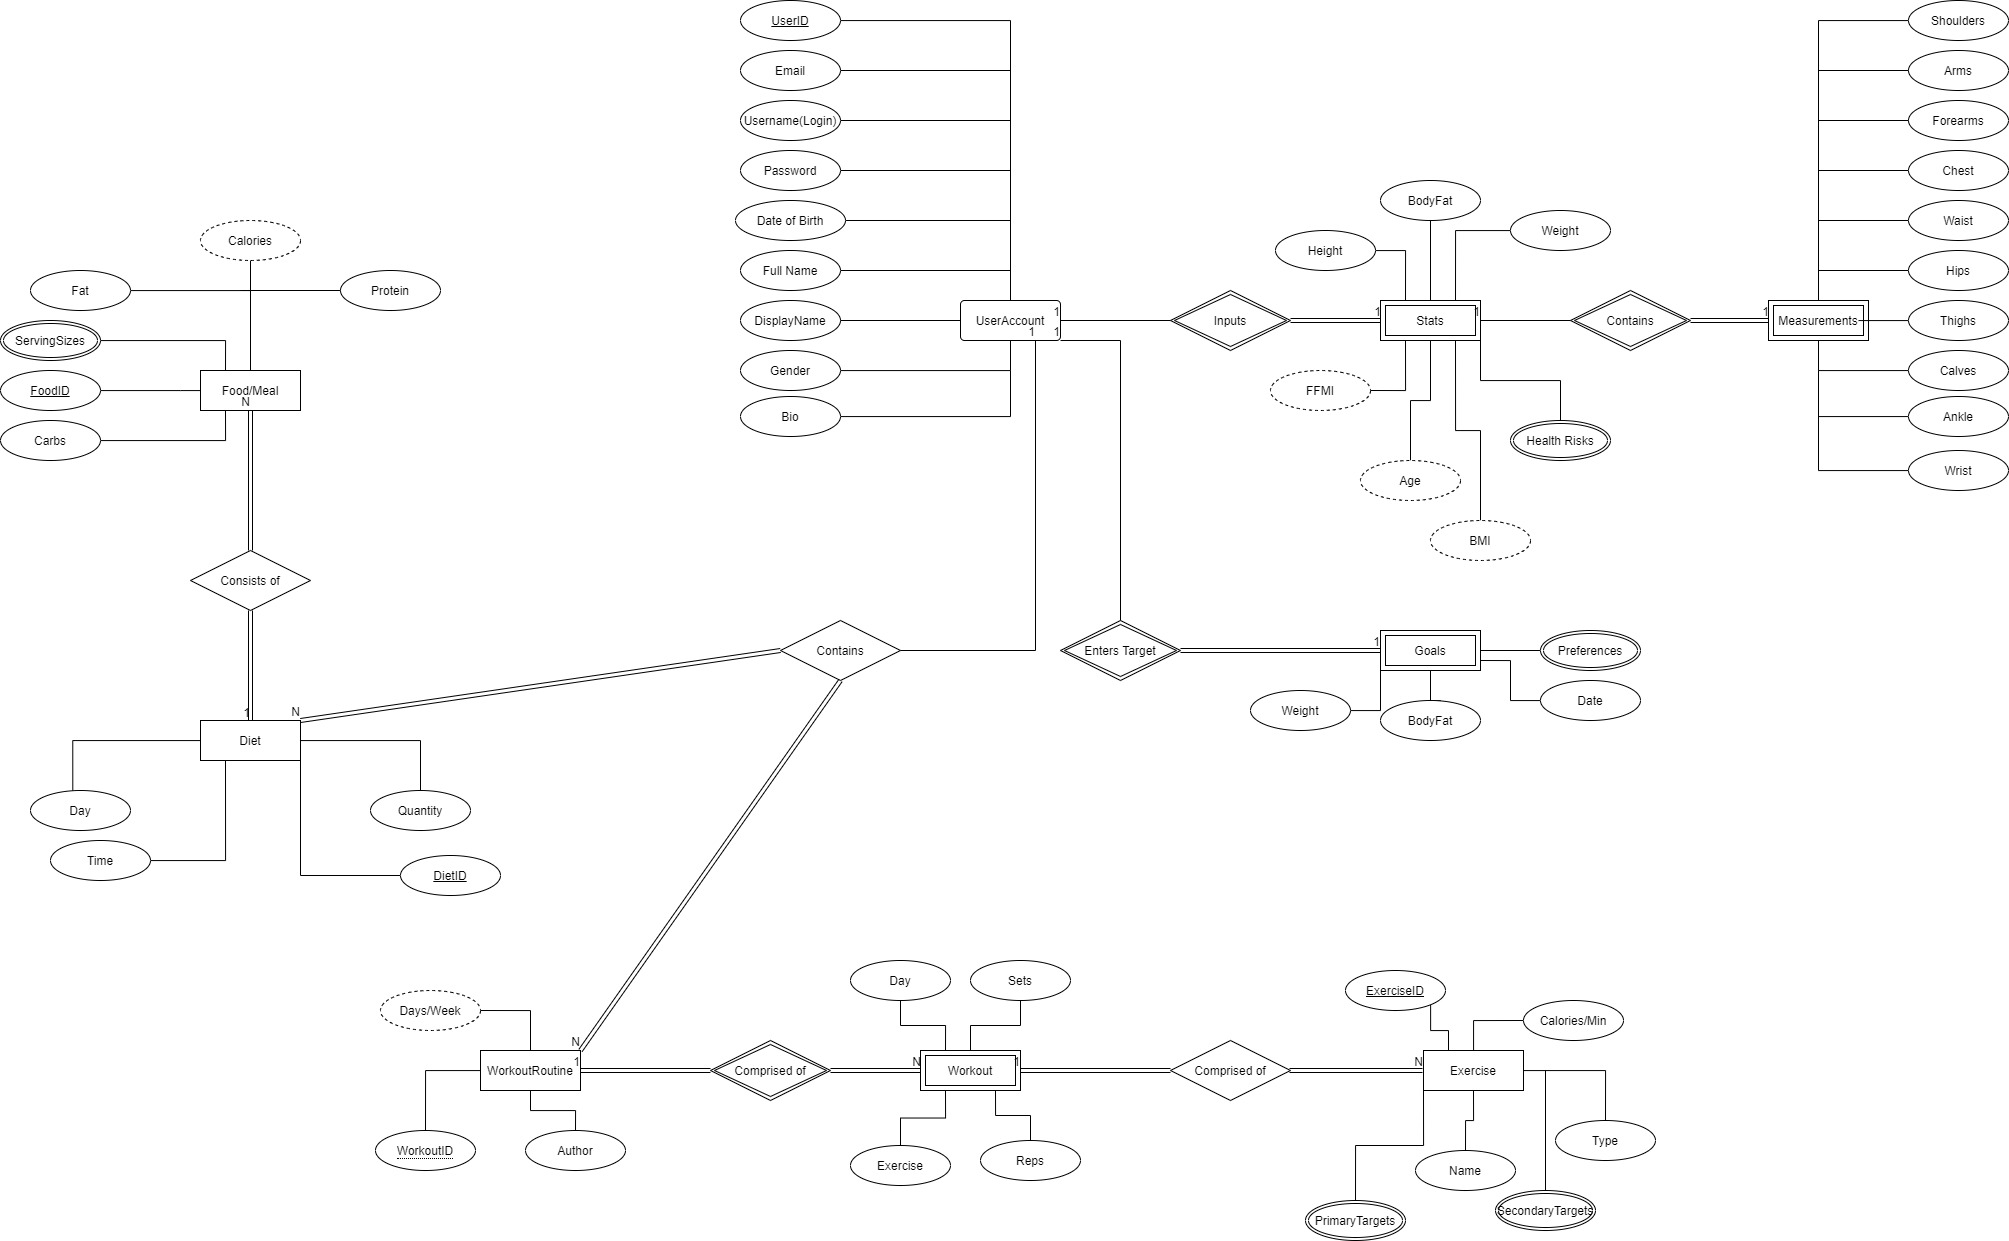 UserID
Shoulders
Email
Arms
Username(Login)
Forearms
Password
Chest
BodyFat
Date of Birth
Weight
Waist
Calories
Height
Fat
Protein
Full Name
Hips
1
1
1
1
ServingSizes
DisplayName
UserAccount
Inputs
Stats
Contains
Measurements
Thighs
1
1
FoodID
Food/Meal
N
Gender
FFMI
Calves
Bio
Ankle
Carbs
Health Risks
Wrist
Age
BMI
Consists of
1
Contains
Enters Target
Goals
Preferences
1
N
Weight
BodyFat
Date
Diet
Day
Quantity
Time
DietID
Day
Sets
ExerciseID
Days/Week
Calories/Min
N
1
N
1
N
WorkoutRoutine
Comprised of
Workout
Comprised of
Exercise
WorkoutID
Author
Exercise
Reps
Name
Type
PrimaryTargets
SecondaryTargets